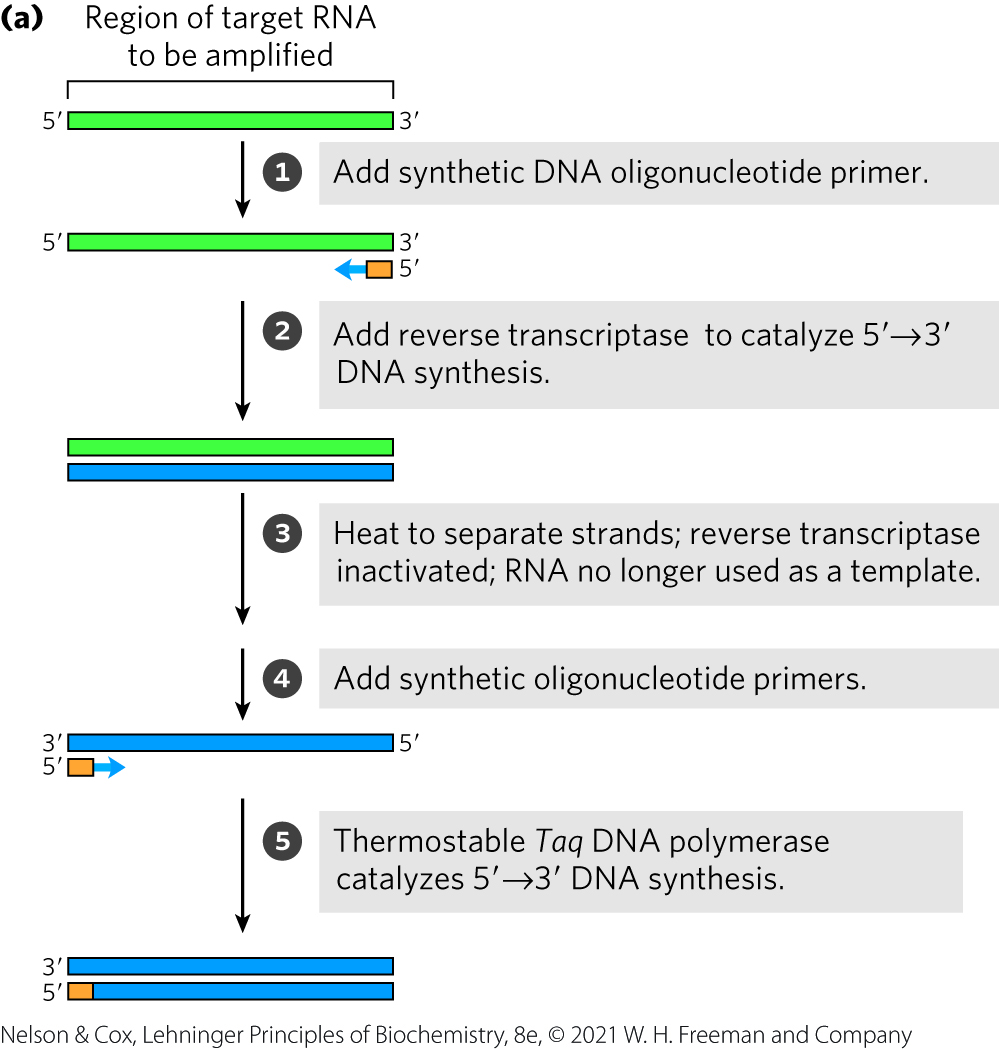 (a) Region of target RNA
to be amplified
5′ 3′
1 Add synthetic DNA oligonucleotide primer.
5′ 3′
5′
2 Add reverse transcriptase to catalyze 5′→3′
DNA synthesis.
3 Heat to separate strands; reverse transcriptase
inactivated; RNA no longer used as a template.
4 Add synthetic oligonucleotide primers.
3′ 5′
5′
5 Thermostable Taq DNA polymerase
catalyzes 5′→3′ DNA synthesis.
3′
5′
Nelson & Cox, Lehninger Principles of Biochemistry, 8e, © 2021 W. H. Freeman and Company